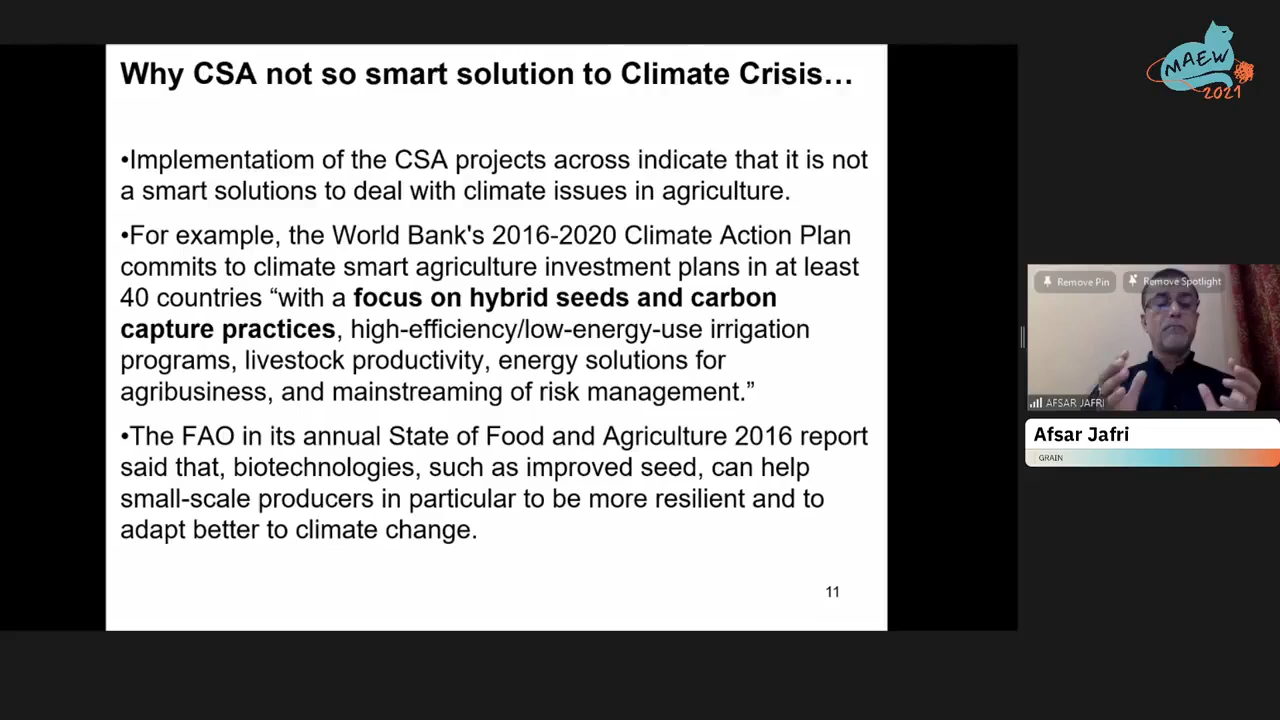 Why CSA not so smart solution to Climate Crisis…
•Implementatiom of the CSA projects across indicate that it is not
a smart solutions to deal with climate issues in agriculture.
•For example, the World Bank's 2016-2020 Climate Action Plan
commits to climate smart agriculture investment plans in at least
40 countries “with a focus on hybrid seeds and carbon
capture practices, high-efficiency/low-energy-use irrigation
programs, livestock productivity, energy solutions for
agribusiness, and mainstreaming of risk management.”
•The FAO in its annual State of Food and Agriculture 2016 report
said that, biotechnologies, such as improved seed, can help
small-scale producers in particular to be more resilient and to
adapt better to climate change.
11
MAEW
2021
Remove Pin
Remove Spotlight
AFSAR JAFRI
Afsar Jafri
GRAIN